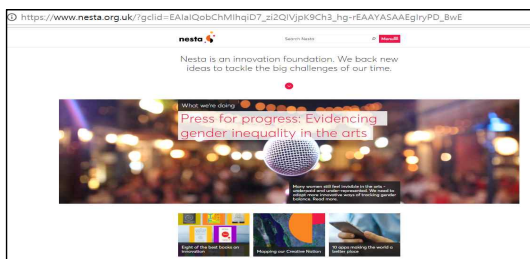 https://www.nesta.org.uk/?gclid=EAIaIQobChMIhqiD7_zi2QIVjpK9Ch3_hg-rEAAYASAAEgIryPD_BwE
nesta
Search Nesta
Menu
Nesta is an innovation foundation. We back new
ideas to tackle the big challenges of our time.
What we're doing
Press for progress: Evidencing
gender inequality in the arts
Many women still feel invisible in the arts –
underpaid and under-represented. We need to
adopt more innovative ways of tracking gender
balance. Read more.
Eight of the best books on
innovation
Mapping our Creative Nation
10 apps making the world a
better place